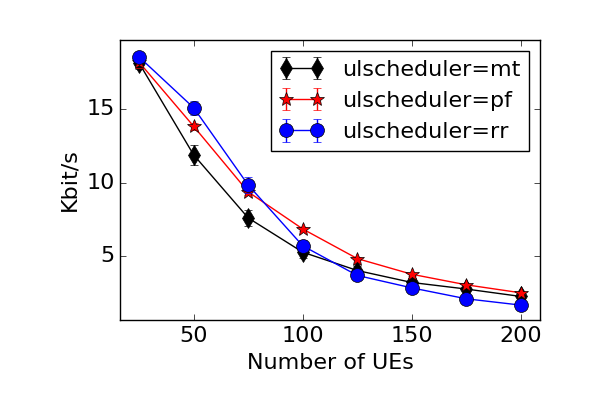 ulscheduler=mt
ulscheduler=pf
ulscheduler=rr
15
10
5
Kbit/s
50 100 150 200
Number of UEs